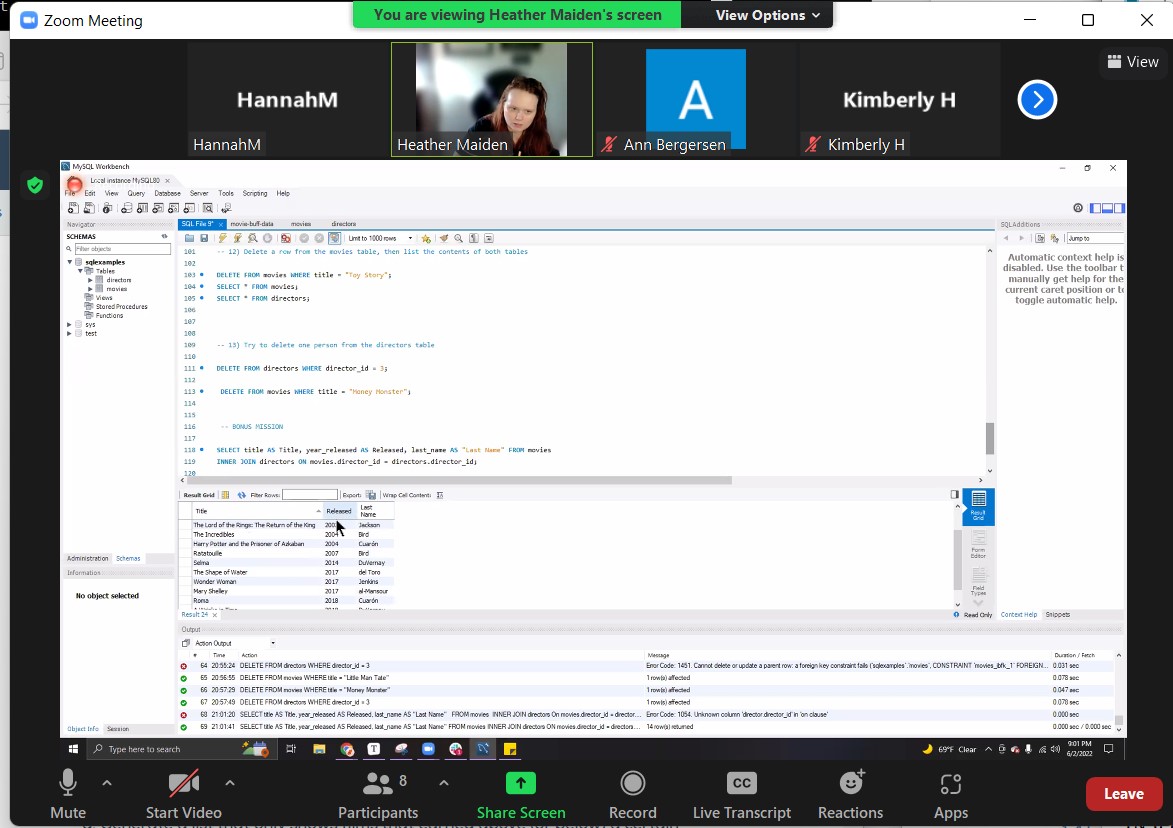 Zoom Meeting
You are viewing Heather Maiden's screen
View Options
View
HannahM
HannahM
Heather Maiden
A
Ann Bergersen
Kimberly H
Kimberly H
MySQL Workbench
Local instance MySQL80
File Edit View Query Database Server Tools Scripting Help
Navigator
SCHEMAS
Filter objects
sqlexamples
Tables
directors
movies
Views
Stored Procedures
Functions
sys
test
Administration Schemas
Information
No object selected
Object Info Session
SQL File 9* movie-buff-data movies directors
Limit to 1000 rows
101 -- 12) Delete a row from the movies table, then list the contents of both tables
102
103 DELETE FROM movies WHERE title = "Toy Story";
104 SELECT * FROM movies;
105 SELECT * FROM directors;
106
107
108
109 -- 13) Try to delete one person from the directors table
110
111 DELETE FROM directors WHERE director_id = 3;
112
113 DELETE FROM movies WHERE title = "Money Monster";
114
115
116 -- BONUS MISSION
117
118 SELECT title AS Title, year_released AS Released, last_name AS "Last Name" FROM movies
119 INNER JOIN directors ON movies.director_id = directors.director_id;
120
SQLAdditions
Jump to
Automatic context help is
disabled. Use the toolbar t
manually get help for the
current caret position or to
toggle automatic help.
Context Help Snippets
Result Grid Filter Rows: Export: Wrap Cell Content:
Title Released Last Name
The Lord of the Rings: The Return of the King Jackson
The Incredibles 2004 Bird
Harry Potter and the Prisoner of Azkaban 2004 Cuarón
Ratatouille 2007 Bird
Selma 2014 DuVernay
The Shape of Water 2017 del Toro
Wonder Woman 2017 Jenkins
Mary Shelley 2017 al-Mansour
Roma 2018 Cuarón
Result Grid
Form Editor
Field Types
Result 24
Read Only
Output
Action Output
# Time Action Message Duration / Fetch
64 20:55:24 DELETE FROM directors WHERE director_id = 3 Error Code: 1451. Cannot delete or update a parent row: a foreign key constraint fails (`sqlexamples`.`movies`, CONSTRAINT `movies_ibfk_1` FOREIGN... 0.031 sec
65 20:56:55 DELETE FROM movies WHERE title = "Little Man Tate" 1 row(s) affected 0.078 sec
66 20:57:29 DELETE FROM movies WHERE title = "Money Monster" 1 row(s) affected 0.047 sec
67 20:57:49 DELETE FROM directors WHERE director_id = 3 1 row(s) affected 0.078 sec
68 21:01:20 SELECT title AS Title, year_released AS Released, last_name AS "Last Name" FROM movies INNER JOIN directors On movies.director_id = director... Error Code: 1054. Unknown column 'director.director_id' in 'on clause' 0.000 sec
69 21:01:41 SELECT title AS Title, year_released AS Released, last_name AS "Last Name" FROM movies INNER JOIN directors ON movies.director_id = directors... 14 row(s) returned 0.000 sec / 0.000 sec
Type here to search
69°F Clear
9:01 PM
6/2/2022
Mute
Start Video
Participants
8
Share Screen
Record
CC
Live Transcript
Reactions
Apps
Leave